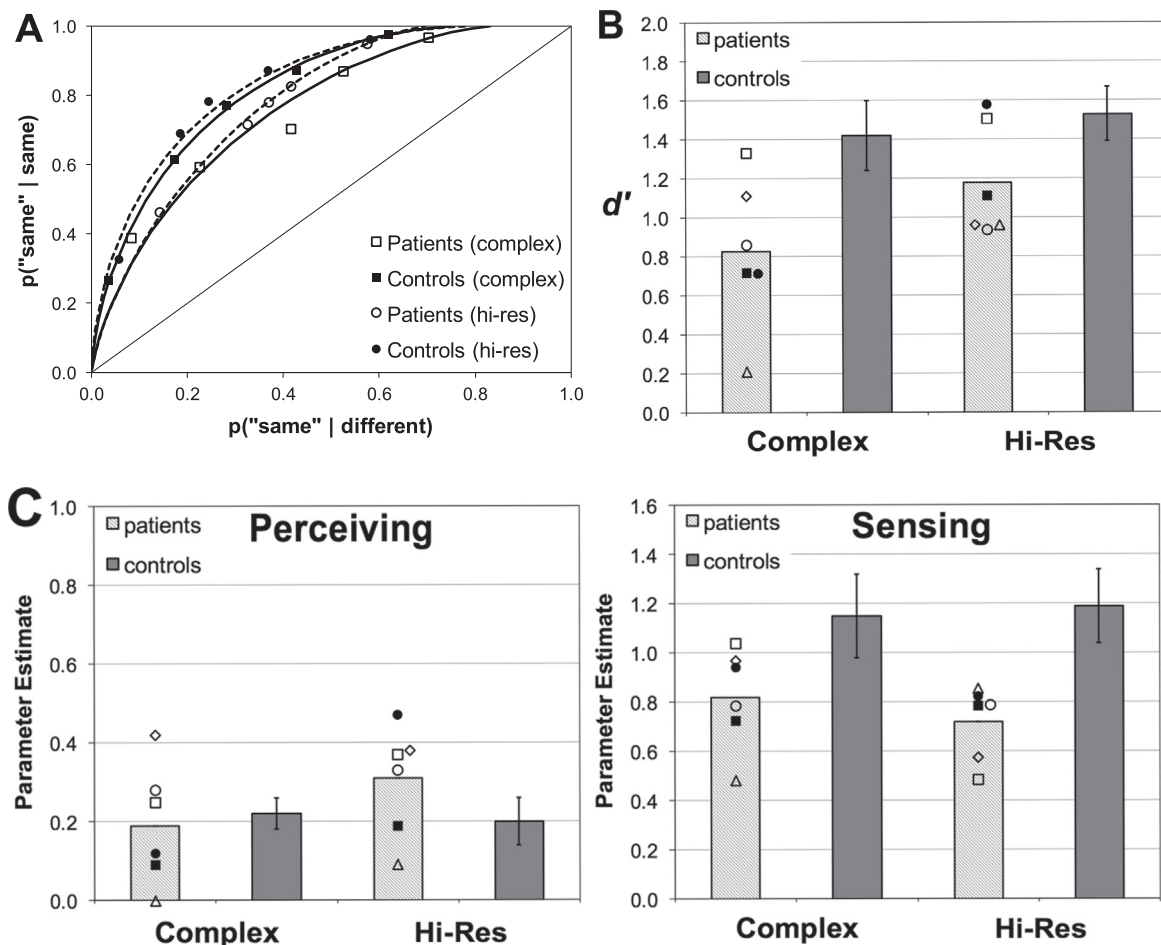 A
p("same" | same)
1.0
0.8
0.6
0.4
0.2
0.0
0.0 0.2 0.4 0.6 0.8 1.0
p("same" | different)
Patients (complex)
Controls (complex)
Patients (hi-res)
Controls (hi-res)
B
d'
2.0
1.8
1.6
1.4
1.2
1.0
0.8
0.6
0.4
0.2
0.0
patients
controls
Complex Hi-Res
C
Perceiving
Parameter Estimate
1.0
0.8
0.6
0.4
0.2
0.0
patients
controls
Complex Hi-Res
Sensing
Parameter Estimate
1.6
1.4
1.2
1.0
0.8
0.6
0.4
0.2
0.0
patients
controls
Complex Hi-Res